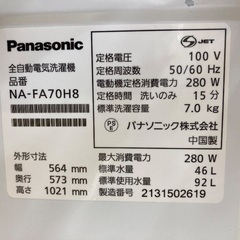 Panasonic
全自動電気洗濯機
NA-FA70H8
外形寸法
幅 564 mm
奥行 573 mm
高さ 1021 mm
S JET
定格電圧 100 V
定格周波数 50/60 Hz
電動機定格消費電力 280 W
定格時間 洗いのみ 15 分
標準洗濯容量 7.0 kg
PSE
パナソニック株式会社
中国製
最大消費電力 280 W
標準水量 46 L
標準使用水量 92 L
製造番号 2131502619